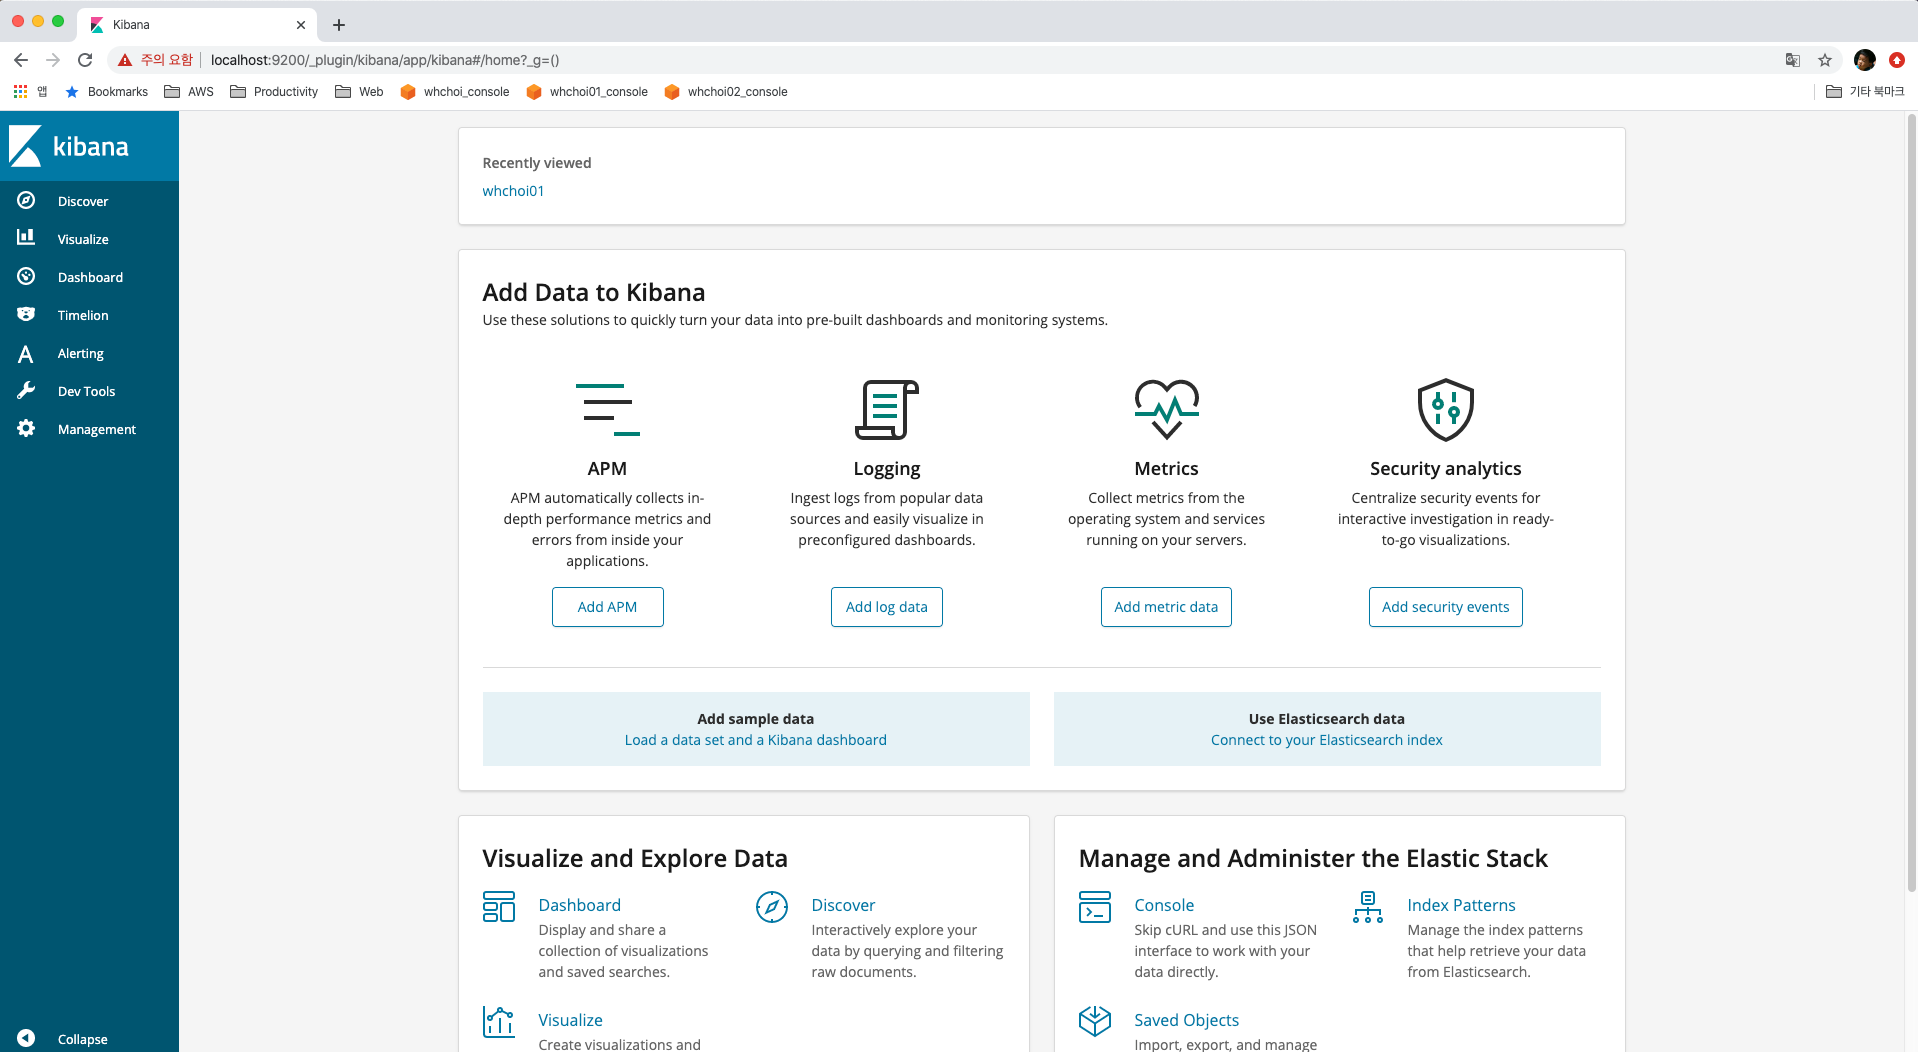 Kibana
주의 요함
localhost:9200/_plugin/kibana/app/kibana#/home?_g=()
앱
Bookmarks
AWS
Productivity
Web
whchoi_console
whchoi01_console
whchoi02_console
기타 북마크
kibana
Discover
Visualize
Dashboard
Timelion
Alerting
Dev Tools
Management
Collapse
Recently viewed
whchoi01
Add Data to Kibana
Use these solutions to quickly turn your data into pre-built dashboards and monitoring systems.
APM
APM automatically collects in-
depth performance metrics and
errors from inside your
applications.
Add APM
Logging
Ingest logs from popular data
sources and easily visualize in
preconfigured dashboards.
Add log data
Metrics
Collect metrics from the
operating system and services
running on your servers.
Add metric data
Security analytics
Centralize security events for
interactive investigation in ready-
to-go visualizations.
Add security events
Add sample data
Load a data set and a Kibana dashboard
Use Elasticsearch data
Connect to your Elasticsearch index
Visualize and Explore Data
Dashboard
Display and share a
collection of visualizations
and saved searches.
Discover
Interactively explore your
data by querying and filtering
raw documents.
Visualize
Create visualizations and
Manage and Administer the Elastic Stack
Console
Skip cURL and use this JSON
interface to work with your
data directly.
Index Patterns
Manage the index patterns
that help retrieve your data
from Elasticsearch.
Saved Objects
Import, export, and manage